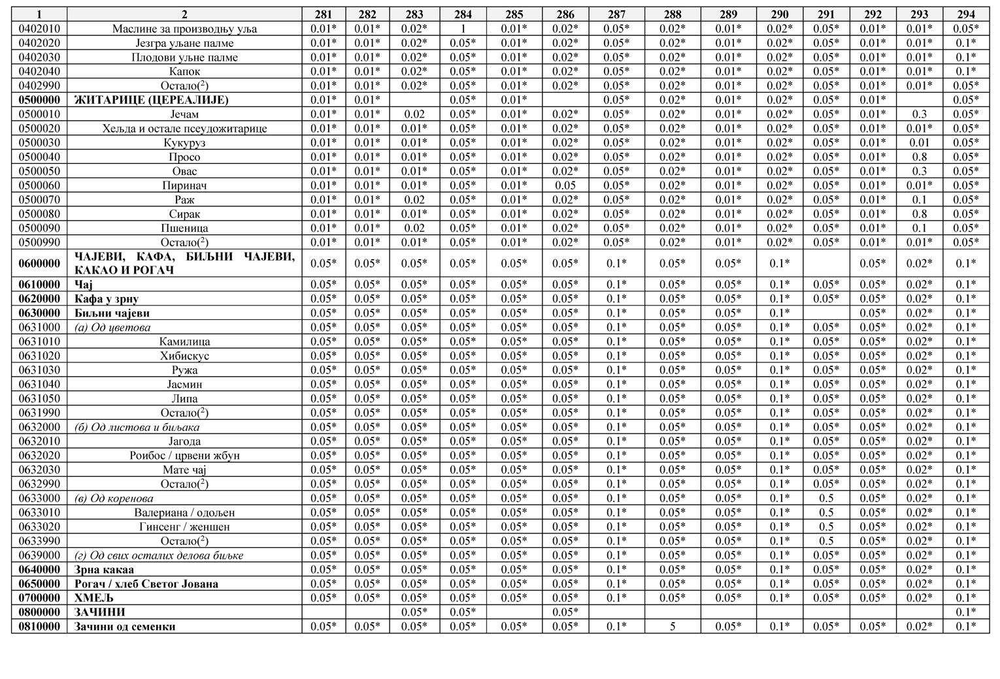 1 2 281 282 283 284 285 286 287 288 289 290 291 292 293 294
0402010 Маслине за производњу уља 0.01* 0.01* 0.02* 1 0.01* 0.02* 0.05* 0.02* 0.01* 0.02* 0.05* 0.01* 0.01* 0.05*
0402020 Језгра уљане палме 0.01* 0.01* 0.02* 0.05* 0.01* 0.02* 0.05* 0.02* 0.01* 0.02* 0.05* 0.01* 0.01* 0.1*
0402030 Плодови уљне палме 0.01* 0.01* 0.02* 0.05* 0.01* 0.02* 0.05* 0.02* 0.01* 0.02* 0.05* 0.01* 0.01* 0.1*
0402040 Капок 0.01* 0.01* 0.02* 0.05* 0.01* 0.02* 0.05* 0.02* 0.01* 0.02* 0.05* 0.01* 0.01* 0.1*
0402990 Остало(2) 0.01* 0.01* 0.02* 0.05* 0.01* 0.02* 0.05* 0.02* 0.01* 0.02* 0.05* 0.01* 0.01* 0.05*
0500000 ЖИТАРИЦЕ (ЦЕРЕАЛИЈЕ) 0.01* 0.01* 0.05* 0.01* 0.05* 0.02* 0.01* 0.02* 0.05* 0.01* 0.05*
0500010 Јечам 0.01* 0.01* 0.02 0.05* 0.01* 0.02* 0.05* 0.02* 0.01* 0.02* 0.05* 0.01* 0.3 0.05*
0500020 Хељда и остале псеудожитарице 0.01* 0.01* 0.01* 0.05* 0.01* 0.02* 0.05* 0.02* 0.01* 0.02* 0.05* 0.01* 0.01* 0.05*
0500030 Кукуруз 0.01* 0.01* 0.01* 0.05* 0.01* 0.02* 0.05* 0.02* 0.01* 0.02* 0.05* 0.01* 0.01 0.05*
0500040 Просо 0.01* 0.01* 0.01* 0.05* 0.01* 0.02* 0.05* 0.02* 0.01* 0.02* 0.05* 0.01* 0.8 0.05*
0500050 Овас 0.01* 0.01* 0.01* 0.05* 0.01* 0.02* 0.05* 0.02* 0.01* 0.02* 0.05* 0.01* 0.3 0.05*
0500060 Пиринач 0.01* 0.01* 0.01* 0.05* 0.01* 0.05 0.05* 0.02* 0.01* 0.02* 0.05* 0.01* 0.01* 0.05*
0500070 Раж 0.01* 0.01* 0.02 0.05* 0.01* 0.02* 0.05* 0.02* 0.01* 0.02* 0.05* 0.01* 0.1 0.05*
0500080 Сирак 0.01* 0.01* 0.01* 0.05* 0.01* 0.02* 0.05* 0.02* 0.01* 0.02* 0.05* 0.01* 0.8 0.05*
0500090 Пшеница 0.01* 0.01* 0.02 0.05* 0.01* 0.02* 0.05* 0.02* 0.01* 0.02* 0.05* 0.01* 0.1 0.05*
0500990 Остало(2) 0.01* 0.01* 0.01* 0.05* 0.01* 0.02* 0.05* 0.02* 0.01* 0.02* 0.05* 0.01* 0.01* 0.05*
ЧАЈЕВИ, КАФА, БИЉНИ ЧАЈЕВИ,
0600000 КАКАО И РОГАЧ 0.05* 0.05* 0.05* 0.05* 0.05* 0.05* 0.1* 0.05* 0.05* 0.1* 0.05* 0.02* 0.1*
0610000 Чај 0.05* 0.05* 0.05* 0.05* 0.05* 0.05* 0.1* 0.05* 0.05* 0.1* 0.05* 0.05* 0.02* 0.1*
0620000 Кафа у зрну 0.05* 0.05* 0.05* 0.05* 0.05* 0.05* 0.1* 0.05* 0.05* 0.1* 0.05* 0.05* 0.02* 0.1*
0630000 Биљни чајеви 0.05* 0.05* 0.05* 0.05* 0.05* 0.05* 0.1* 0.05* 0.05* 0.1* 0.05* 0.02* 0.1*
0631000 (а) Од цветова 0.05* 0.05* 0.05* 0.05* 0.05* 0.05* 0.1* 0.05* 0.05* 0.1* 0.05* 0.05* 0.02* 0.1*
0631010 Камилица 0.05* 0.05* 0.05* 0.05* 0.05* 0.05* 0.1* 0.05* 0.05* 0.1* 0.05* 0.05* 0.02* 0.1*
0631020 Хибискус 0.05* 0.05* 0.05* 0.05* 0.05* 0.05* 0.1* 0.05* 0.05* 0.1* 0.05* 0.05* 0.02* 0.1*
0631030 Ружа 0.05* 0.05* 0.05* 0.05* 0.05* 0.05* 0.1* 0.05* 0.05* 0.1* 0.05* 0.05* 0.02* 0.1*
0631040 Јасмин 0.05* 0.05* 0.05* 0.05* 0.05* 0.05* 0.1* 0.05* 0.05* 0.1* 0.05* 0.05* 0.02* 0.1*
0631050 Липа 0.05* 0.05* 0.05* 0.05* 0.05* 0.05* 0.1* 0.05* 0.05* 0.1* 0.05* 0.05* 0.02* 0.1*
0631990 Остало(2) 0.05* 0.05* 0.05* 0.05* 0.05* 0.05* 0.1* 0.05* 0.05* 0.1* 0.05* 0.05* 0.02* 0.1*
0632000 (б) Од листова и биљака 0.05* 0.05* 0.05* 0.05* 0.05* 0.05* 0.1* 0.05* 0.05* 0.1* 0.05* 0.05* 0.02* 0.1*
0632010 Јагода 0.05* 0.05* 0.05* 0.05* 0.05* 0.05* 0.1* 0.05* 0.05* 0.1* 0.05* 0.05* 0.02* 0.1*
0632020 Роибос / црвени жбун 0.05* 0.05* 0.05* 0.05* 0.05* 0.05* 0.1* 0.05* 0.05* 0.1* 0.05* 0.05* 0.02* 0.1*
0632030 Мате чај 0.05* 0.05* 0.05* 0.05* 0.05* 0.05* 0.1* 0.05* 0.05* 0.1* 0.05* 0.05* 0.02* 0.1*
0632990 Остало(2) 0.05* 0.05* 0.05* 0.05* 0.05* 0.05* 0.1* 0.05* 0.05* 0.1* 0.05* 0.05* 0.02* 0.1*
0633000 (в) Од коренова 0.05* 0.05* 0.05* 0.05* 0.05* 0.05* 0.1* 0.05* 0.05* 0.1* 0.5 0.05* 0.02* 0.1*
0633010 Валериана / одољен 0.05* 0.05* 0.05* 0.05* 0.05* 0.05* 0.1* 0.05* 0.05* 0.1* 0.5 0.05* 0.02* 0.1*
0633020 Гинсенг / женшен 0.05* 0.05* 0.05* 0.05* 0.05* 0.05* 0.1* 0.05* 0.05* 0.1* 0.5 0.05* 0.02* 0.1*
0633990 Остало(2) 0.05* 0.05* 0.05* 0.05* 0.05* 0.05* 0.1* 0.05* 0.05* 0.1* 0.5 0.05* 0.02* 0.1*
0639000 (г) Од свих осталих делова биљке 0.05* 0.05* 0.05* 0.05* 0.05* 0.05* 0.1* 0.05* 0.05* 0.1* 0.05* 0.05* 0.02* 0.1*
0640000 Зрна какаа 0.05* 0.05* 0.05* 0.05* 0.05* 0.05* 0.1* 0.05* 0.05* 0.1* 0.05* 0.05* 0.02* 0.1*
0650000 Рогач / хлеб Светог Јована 0.05* 0.05* 0.05* 0.05* 0.05* 0.05* 0.1* 0.05* 0.05* 0.1* 0.05* 0.05* 0.02* 0.1*
0700000 ХМЕЉ 0.05* 0.05* 0.05* 0.05* 0.05* 0.05* 0.1* 0.05* 0.05* 0.1* 0.05* 0.05* 0.02* 0.1*
0800000 ЗАЧИНИ 0.05* 0.05* 0.05* 0.1*
0810000 Зачини од семенки 0.05* 0.05* 0.05* 0.05* 0.05* 0.05* 0.1* 5 0.05* 0.1* 0.05* 0.05* 0.02* 0.1*